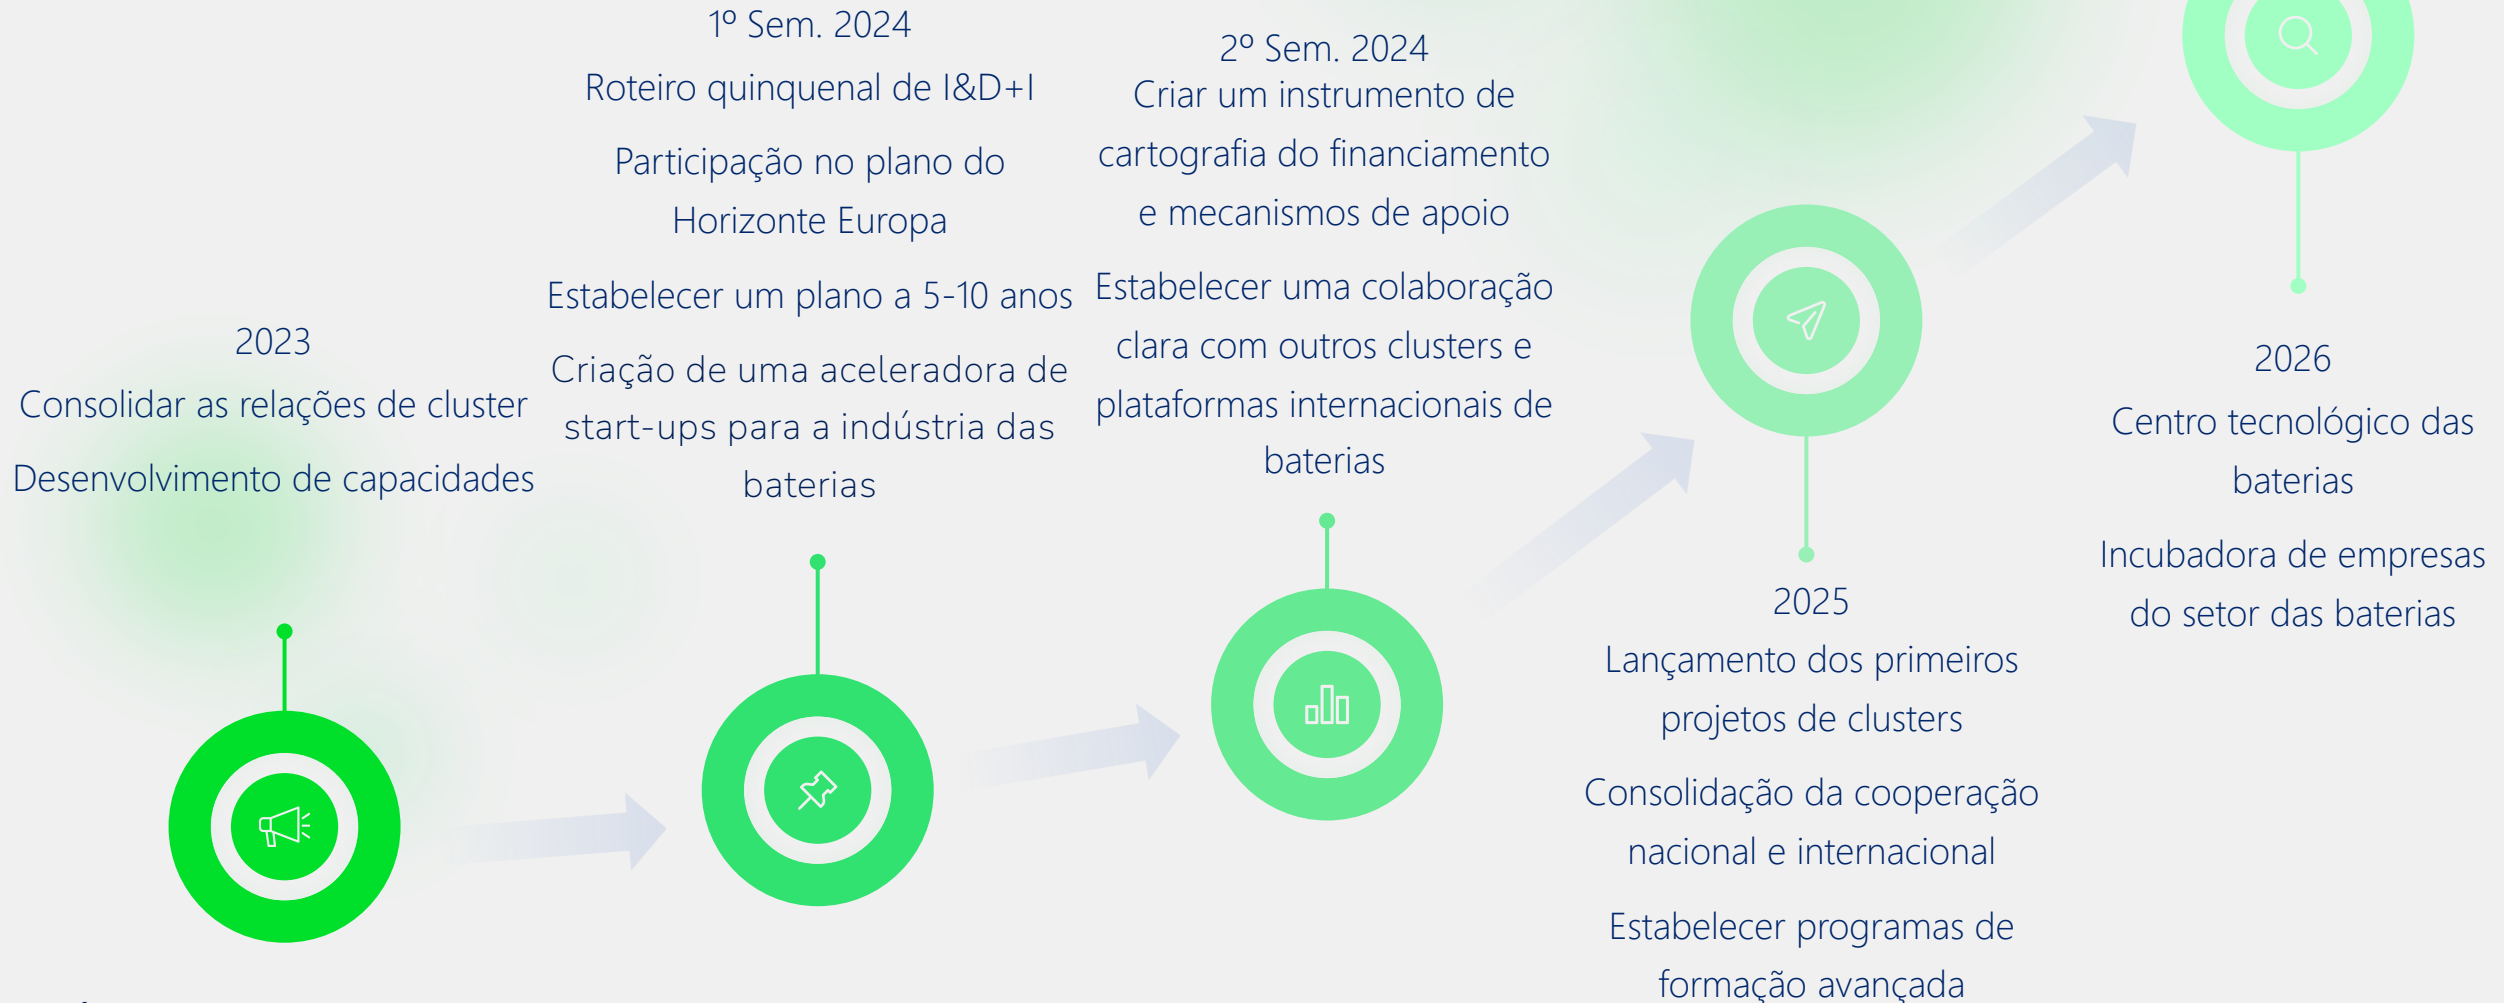 2023
Consolidar as relações de cluster
Desenvolvimento de capacidades
1º Sem. 2024
Roteiro quinquenal de I&D+I
Participação no plano do
Horizonte Europa
Estabelecer um plano a 5-10 anos
Criação de uma aceleradora de
start-ups para a indústria das
baterias
2º Sem. 2024
Criar um instrumento de
cartografia do financiamento
e mecanismos de apoio
Estabelecer uma colaboração
clara com outros clusters e
plataformas internacionais de
baterias
2025
Lançamento dos primeiros
projetos de clusters
Consolidação da cooperação
nacional e internacional
Estabelecer programas de
formação avançada
2026
Centro tecnológico das
baterias
Incubadora de empresas
do setor das baterias